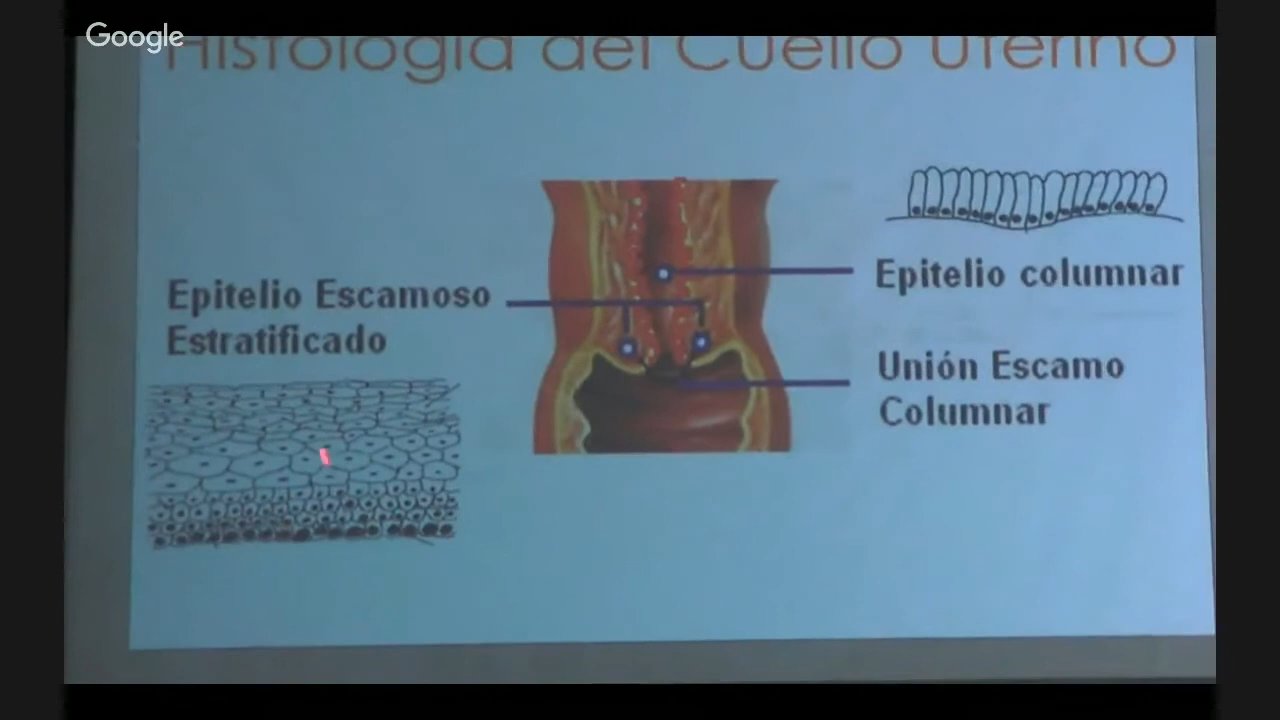 Google
Histología del Cuello Uterino
Epitelio columnar
Epitelio Escamoso
Estratificado
Unión Escamo
Columnar